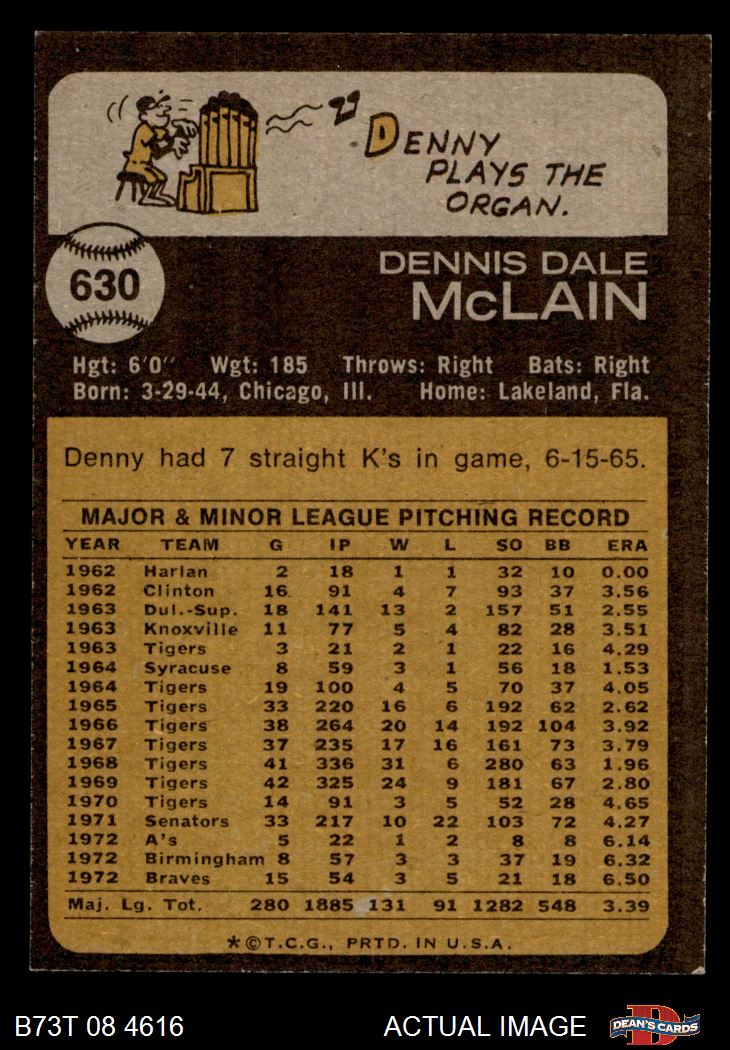 DENNY
PLAYS THE
ORGAN.
630
DENNIS DALE
McLAIN
Hgt: 6'0" Wgt: 185 Throws: Right Bats: Right
Born: 3-29-44, Chicago, Ill. Home: Lakeland, Fla.
Denny had 7 straight K's in game, 6-15-65.
MAJOR & MINOR LEAGUE PITCHING RECORD
YEAR TEAM G IP W L SO BB ERA
1962 Harlan 2 18 1 1 32 10 0.00
1962 Clinton 16 91 4 7 93 37 3.56
1963 Dul.-Sup. 18 141 13 2 157 51 2.55
1963 Knoxville 11 77 5 4 82 28 3.51
1963 Tigers 3 21 2 1 22 16 4.29
1964 Syracuse 8 59 3 1 56 18 1.53
1964 Tigers 19 100 4 5 70 37 4.05
1965 Tigers 33 220 16 6 192 62 2.62
1966 Tigers 38 264 20 14 192 104 3.92
1967 Tigers 37 235 17 16 161 73 3.79
1968 Tigers 41 336 31 6 280 63 1.96
1969 Tigers 42 325 24 9 181 67 2.80
1970 Tigers 14 91 3 5 52 28 4.65
1971 Senators 33 217 10 22 103 72 4.27
1972 A's 5 22 1 2 8 8 6.14
1972 Birmingham 8 57 3 3 37 19 6.32
1972 Braves 15 54 3 5 21 18 6.50
Maj. Lg. Tot. 280 1885 131 91 1282 548 3.39
*©T.C.G., PRTD. IN U.S.A.
B73T 08 4616 ACTUAL IMAGE
D
DEAN'S CARDS